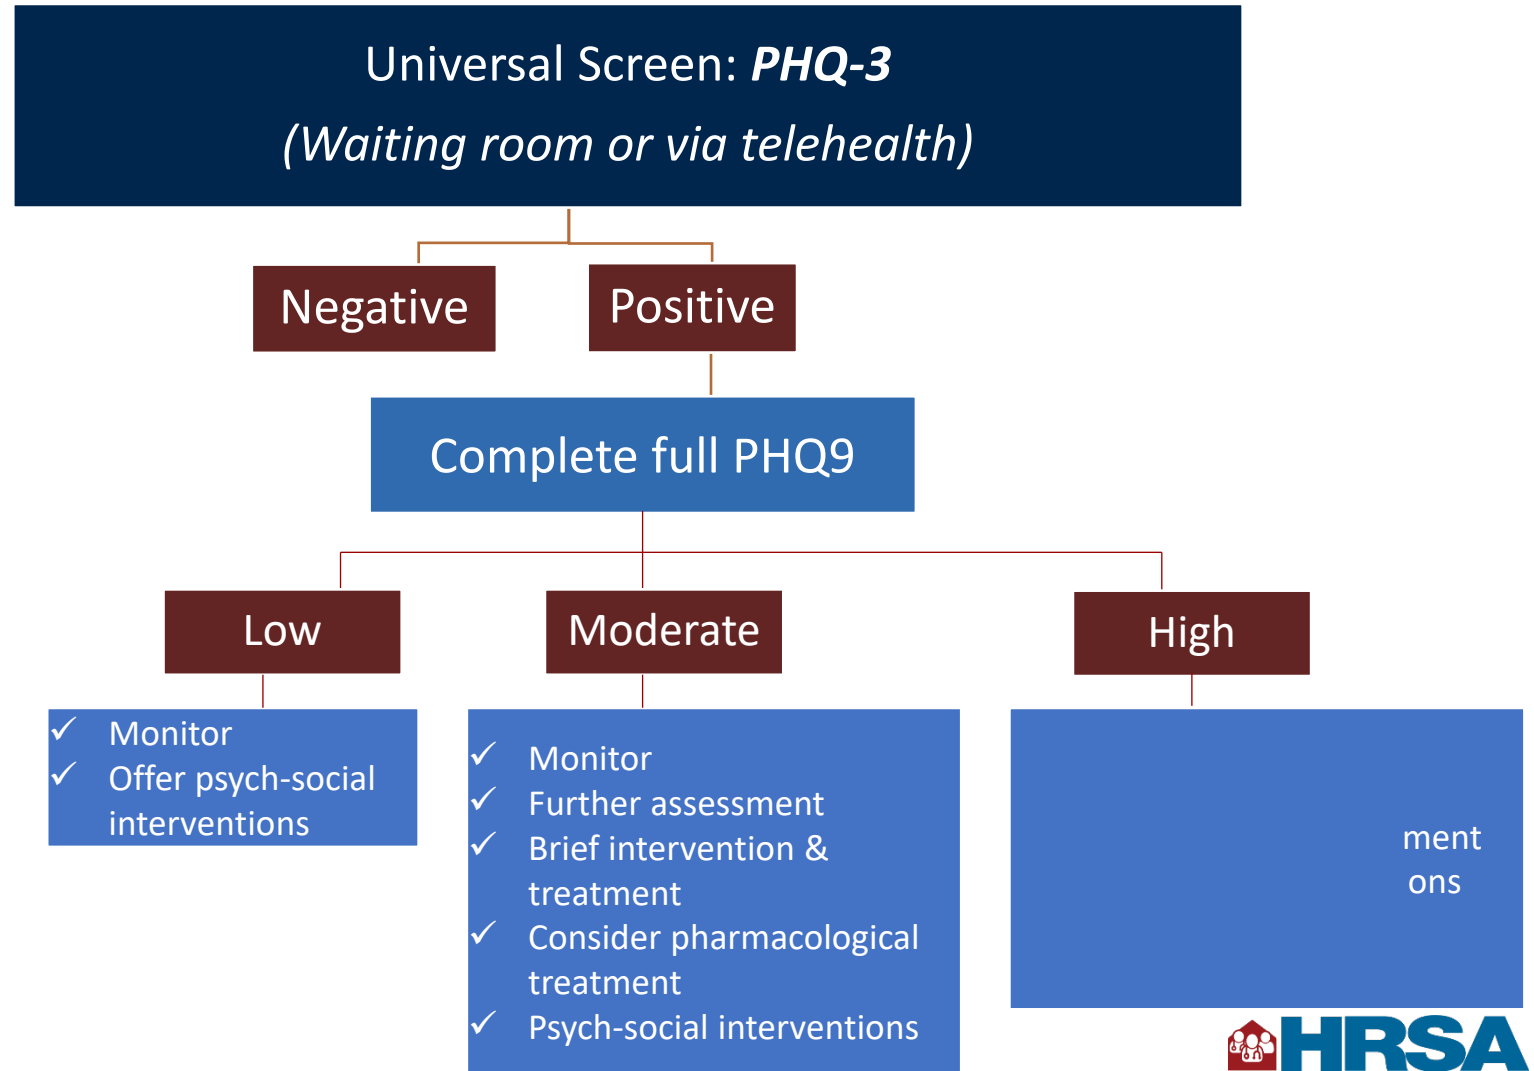 Universal Screen: PHQ-3
(Waiting room or via telehealth)
Negative
Positive
Complete full PHQ9
Low
Moderate
High
✓ Monitor
✓ Offer psych-social
interventions
✓ Monitor
✓ Further assessment
✓ Brief intervention &
treatment
✓ Consider pharmacological
treatment
✓ Psych-social interventions
ment
ons
HRSA